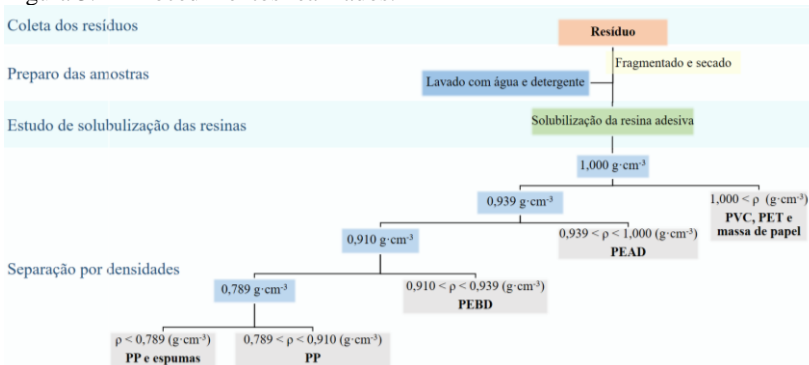 Coleta dos resíduos
Resíduo
Fragmentado e secado
Preparo das amostras
Lavado com água e detergente
Estudo de solubulização das resinas
Solubilização da resina adesiva
1,000 g·cm⁻³
0,939 g·cm⁻³
1,000 < ρ (g·cm⁻³)
PVC, PET e
massa de papel
0,910 g·cm⁻³
0,939 < ρ < 1,000 (g·cm⁻³)
PEAD
Separação por densidades
0,789 g·cm⁻³
0,910 < ρ < 0,939 (g·cm⁻³)
PEBD
ρ < 0,789 (g·cm⁻³)
PP e espumas
0,789 < ρ < 0,910 (g·cm⁻³)
PP